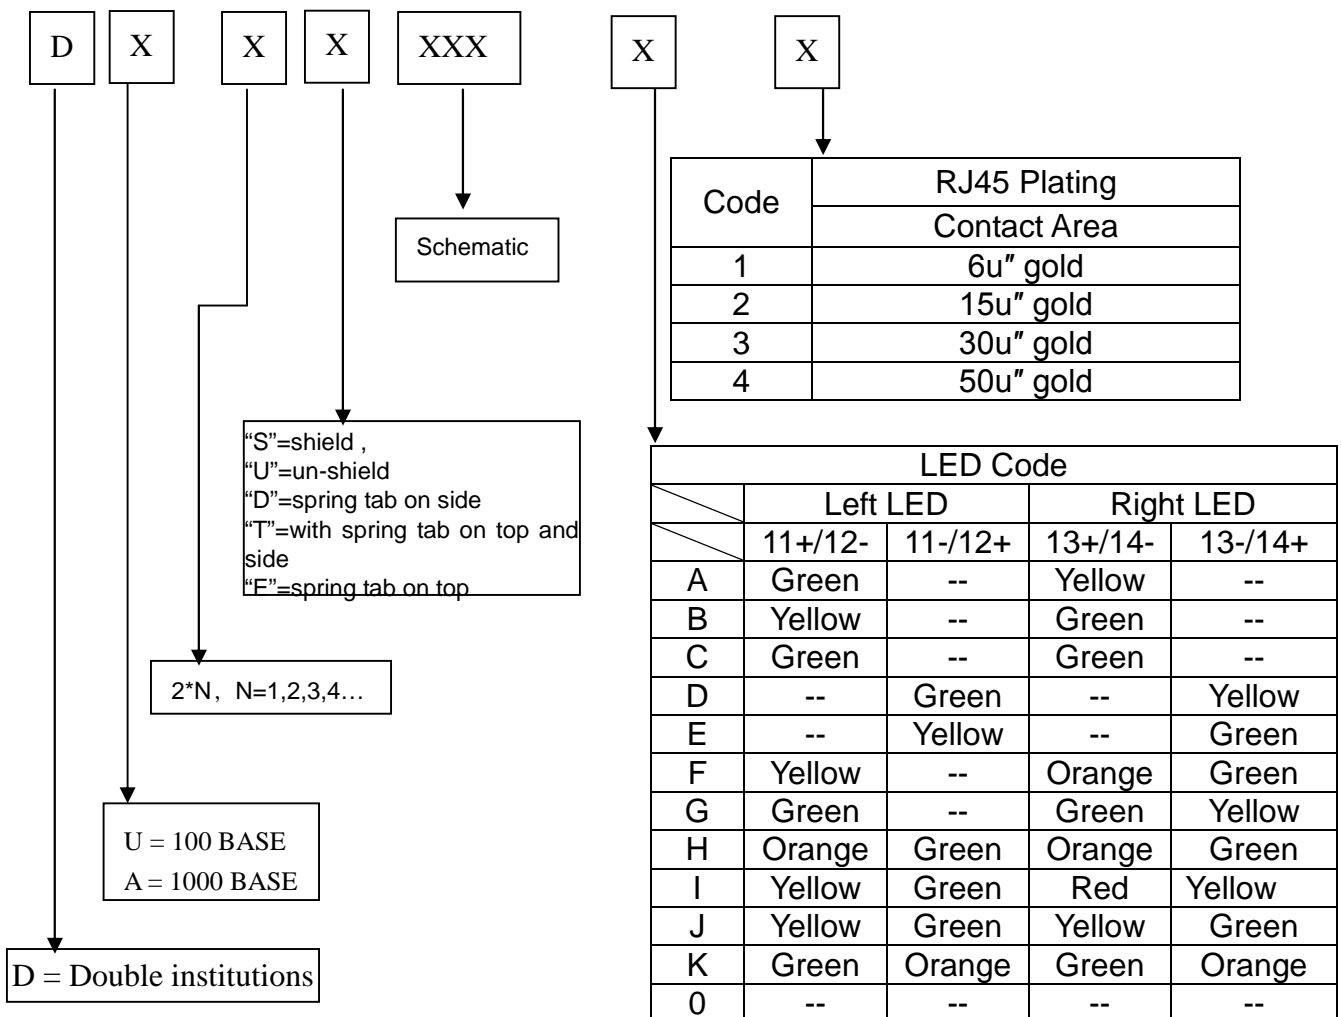 D X X X XXX X X
Code RJ45 Plating
Contact Area
1 6u″ gold
2 15u″ gold
3 30u″ gold
4 50u″ gold
Schematic
“S”=shield ,
“U”=un-shield
“D”=spring tab on side
“T”=with spring tab on top and
side
“F”=spring tab on top
2*N, N=1,2,3,4…
U = 100 BASE
A = 1000 BASE
D = Double institutions
LED Code
Left LED Right LED
11+/12- 11-/12+ 13+/14- 13-/14+
A Green -- Yellow --
B Yellow -- Green --
C Green -- Green --
D -- Green -- Yellow
E -- Yellow -- Green
F Yellow -- Orange Green
G Green -- Green Yellow
H Orange Green Orange Green
I Yellow Green Red Yellow
J Yellow Green Yellow Green
K Green Orange Green Orange
0 -- -- -- --